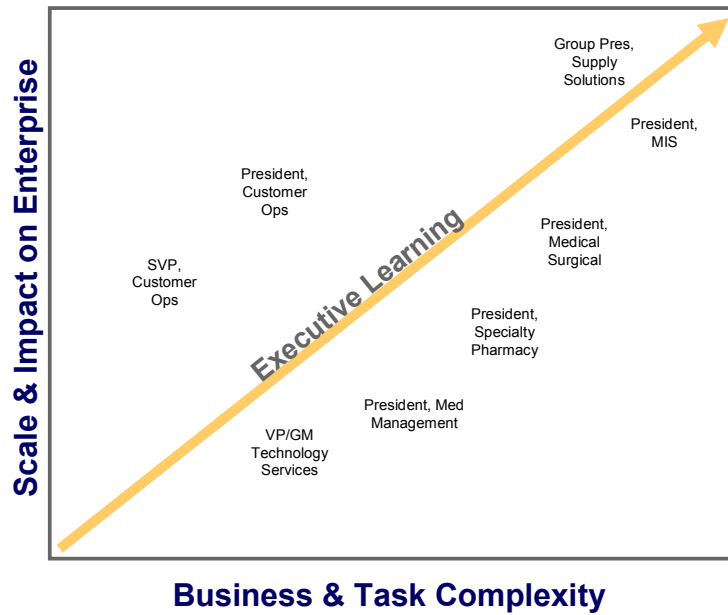 Scale & Impact on Enterprise
Group Pres,
Supply
Solutions
President,
MIS
President,
Customer
Ops
President,
Medical
Surgical
SVP,
Customer
Ops
Executive Learning
President,
Specialty
Pharmacy
President, Med
Management
VP/GM
Technology
Services
Business & Task Complexity